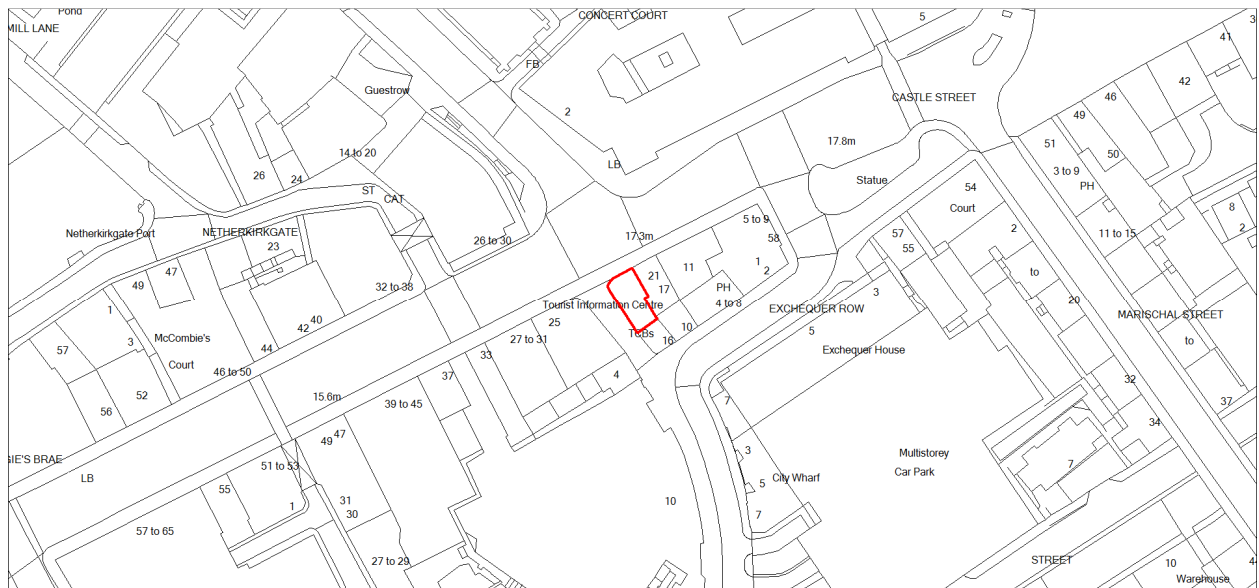 Pond
MILL LANE
CONCERT COURT
5
41
FB
42
Guestrow
46
CASTLE STREET
49
2
51
17.8m
14 to 20
50
LB
3 to 9
26
24
PH
Statue
54
ST
CAT
Court
8
5 to 9
2
Netherkirkgate Port
NETHERKIRKGATE
57
2
11 to 15
17.3m
58
26 to 30
23
55
1
11
47
2
to
21
49
32 to 38
17
PH
3
20
Tourist Information Centre
4 to 8
1
EXCHEQUER ROW
MARISCHAL STREET
40
25
42
10
5
TCBs
3
McCombie's
27 to 31
16
to
44
57
Exchequer House
33
Court
46 to 50
37
4
32
52
15.6m
7
39 to 45
37
56
34
47
49
3
Multistorey
GIE'S BRAE
51 to 53
7
Car Park
LB
City Wharf
5
55
31
10
1
30
7
57 to 65
27 to 29
STREET
10
Warehouse